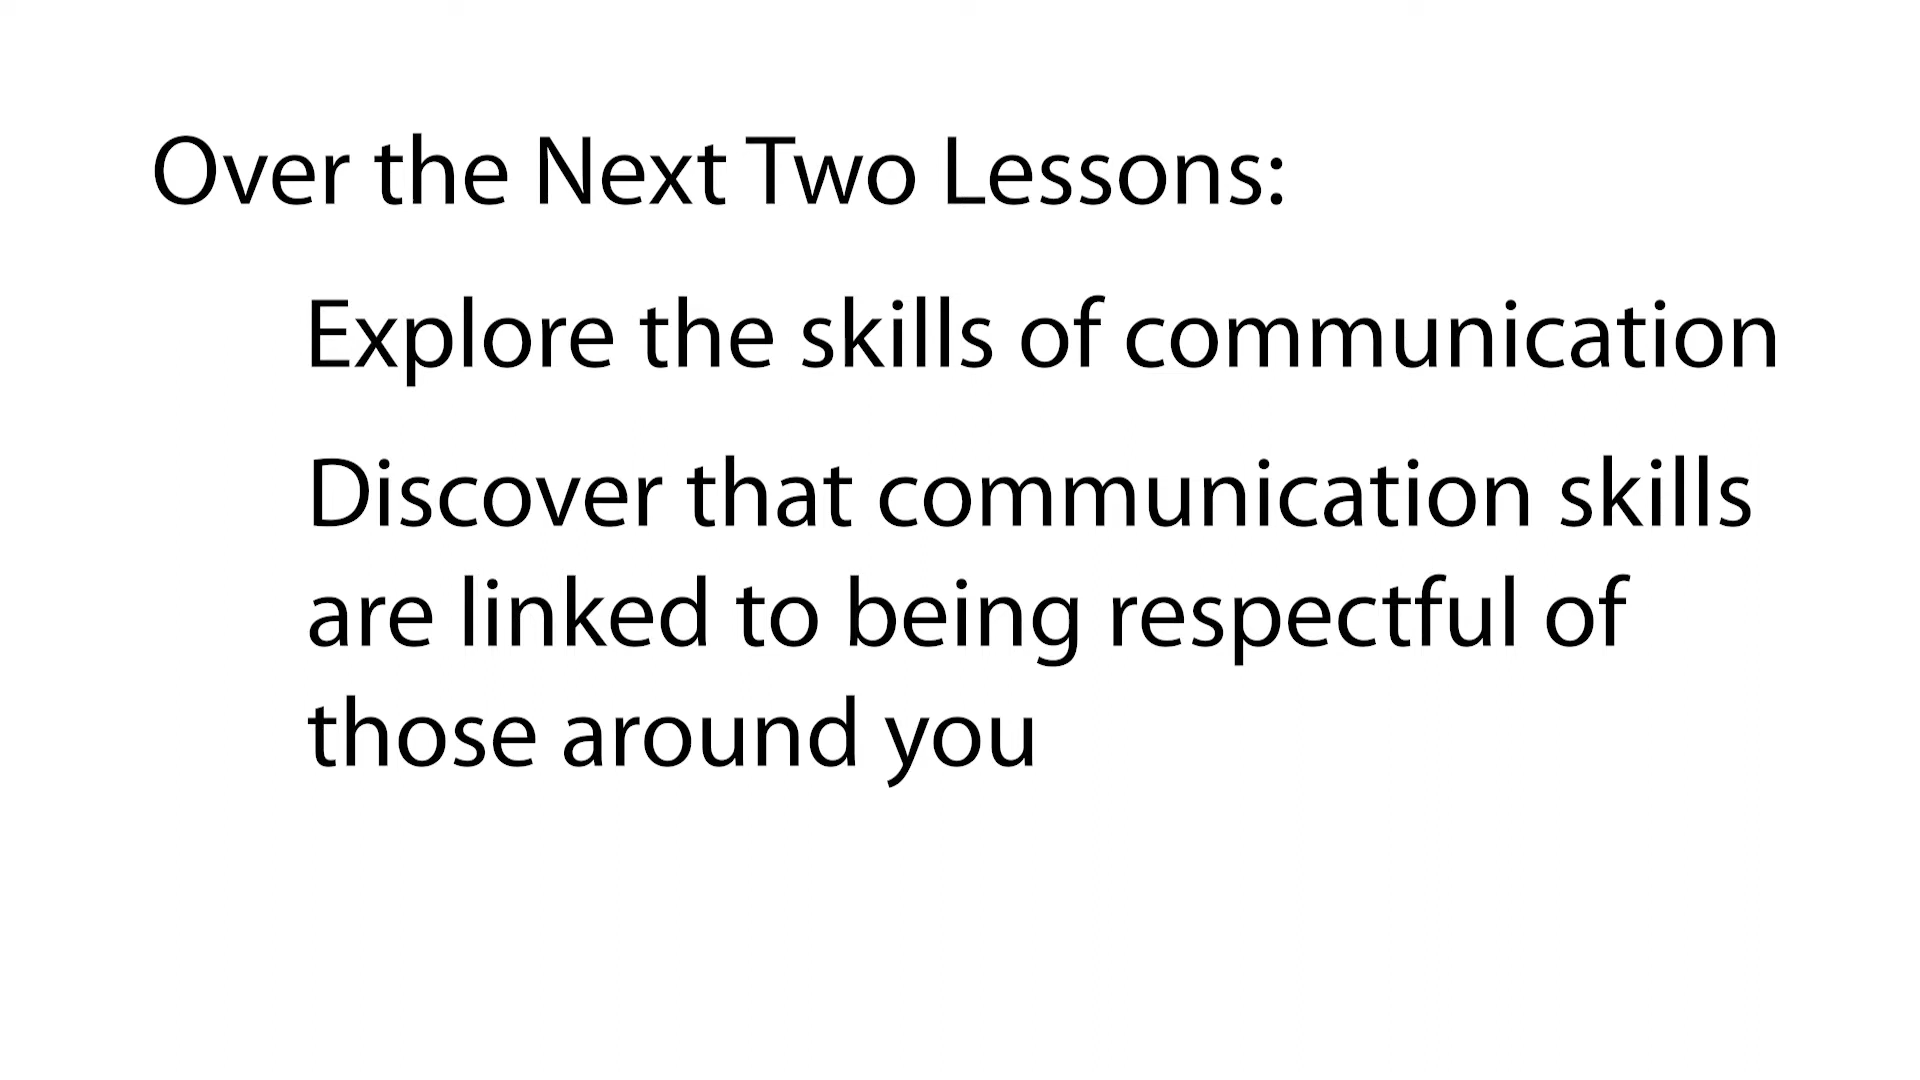 Over the Next Two Lessons:
Explore the skills of communication
Discover that communication skills
are linked to being respectful of
those around you